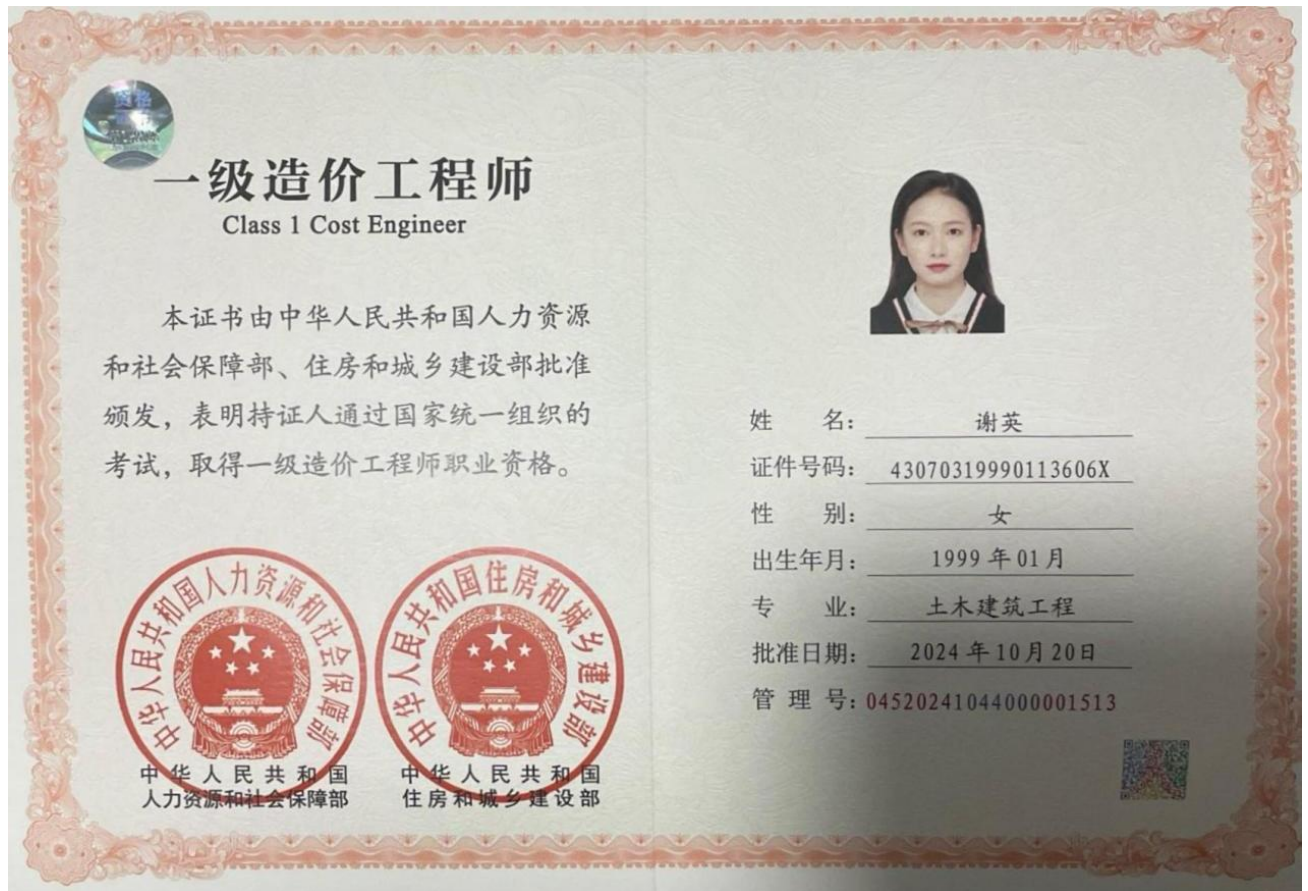 资格
一级造价工程师
Class 1 Cost Engineer
本证书由中华人民共和国人力资源
和社会保障部、住房和城乡建设部批准
颁发，表明持证人通过国家统一组织的
考试，取得一级造价工程师职业资格。
中华人民共和国人力资源和社会保障部
中华人民共和国住房和城乡建设部
中华人民共和国
人力资源和社会保障部
中华人民共和国
住房和城乡建设部
姓名：谢英
证件号码：43070319990113606X
性别：女
出生年月：1999年01月
专业：土木建筑工程
批准日期：2024年10月20日
管理号：04520241044000001513